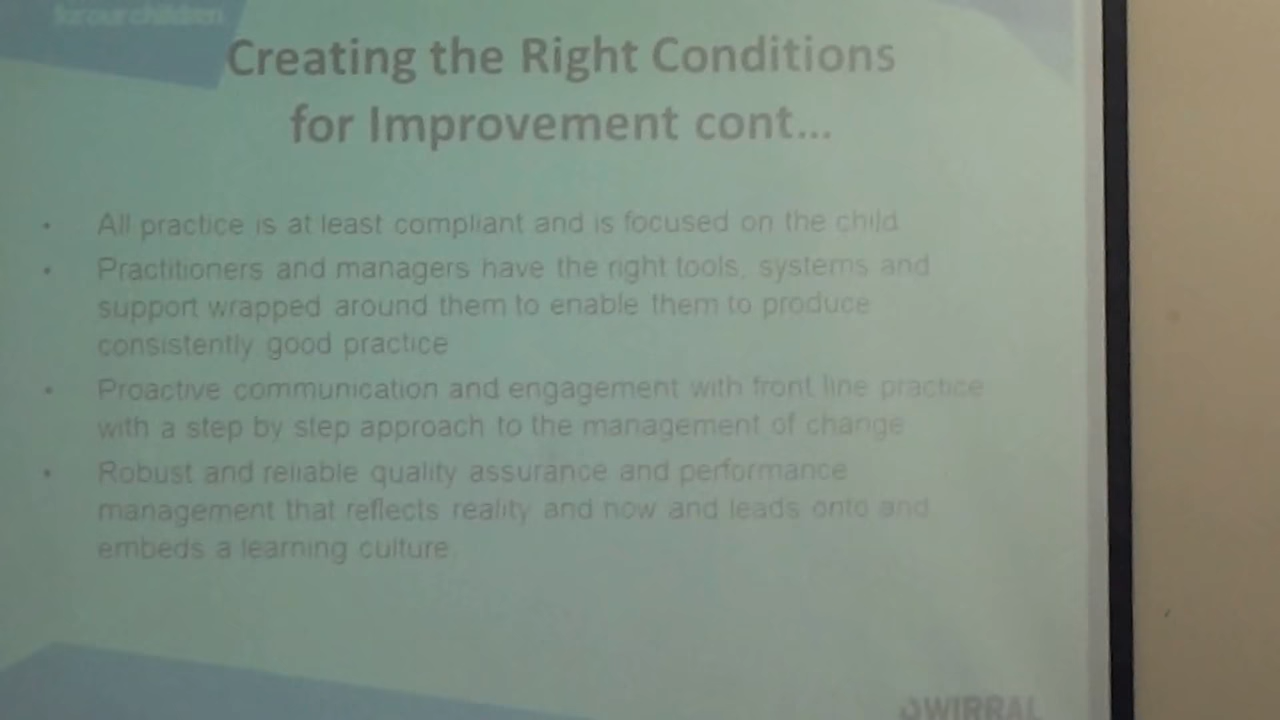 for our children
Creating the Right Conditions
for Improvement cont...
• All practice is at least compliant and is focused on the child
• Practitioners and managers have the right tools, systems and
support wrapped around them to enable them to produce
consistently good practice
• Proactive communication and engagement with front line practice
with a step by step approach to the management of change
• Robust and reliable quality assurance and performance
management that reflects reality and now and leads onto and
embeds a learning culture
WIRRAL